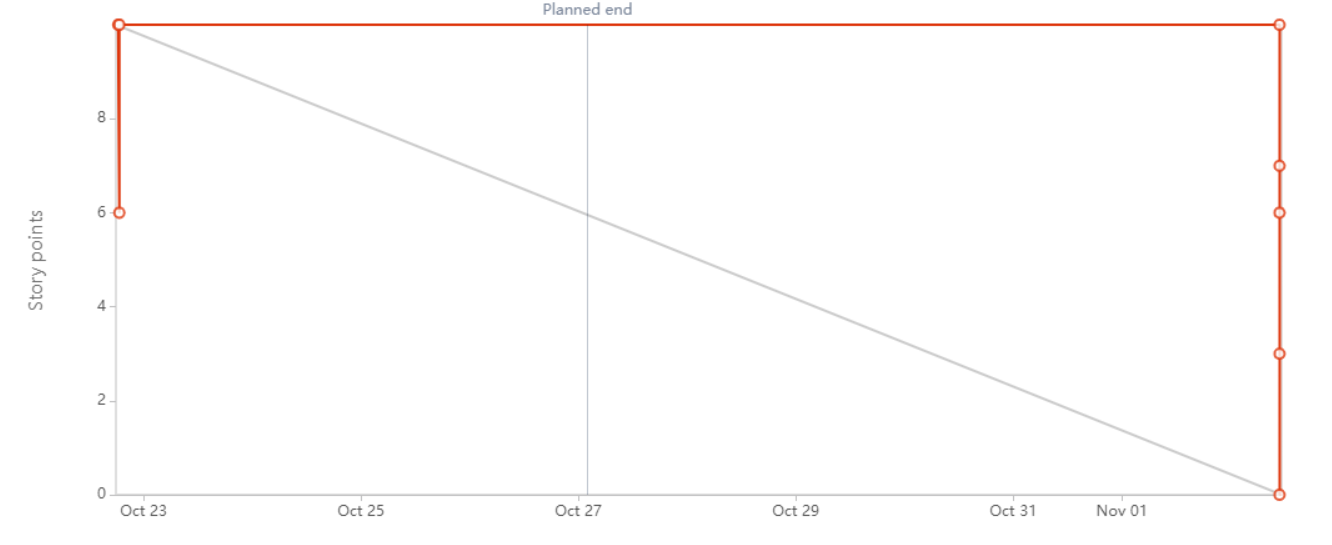 Planned end
8
6
4
2
0
Story points
Oct 23
Oct 25
Oct 27
Oct 29
Oct 31
Nov 01